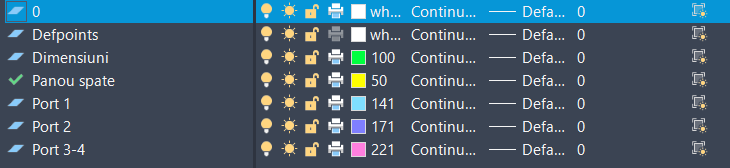 0 wh... Continu... Defa... 0
Defpoints wh... Continu... Defa... 0
Dimensiuni 100 Continu... Defa... 0
Panou spate 50 Continu... Defa... 0
Port 1 141 Continu... Defa... 0
Port 2 171 Continu... Defa... 0
Port 3-4 221 Continu... Defa... 0